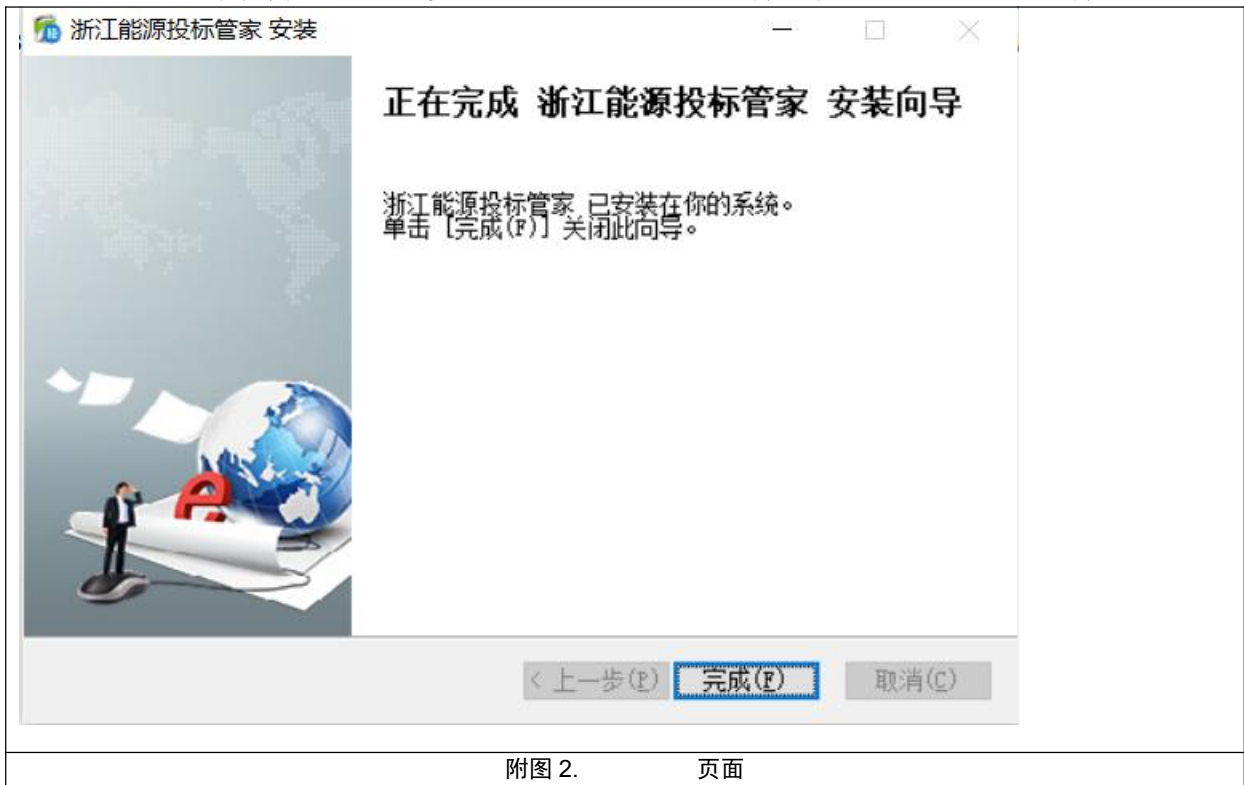 浙江能源投标管家 安装
正在完成 浙江能源投标管家 安装向导
浙江能源投标管家 已安装在你的系统。
单击 [完成(F)] 关闭此向导。
< 上一步(P) 完成(F) 取消(C)
附图 2. 页面